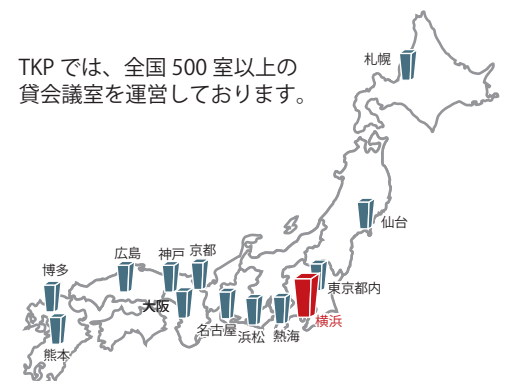 TKP では、全国 500 室以上の
貸会議室を運営しております。
札幌
仙台
広島
神戸
京都
博多
東京都内
大阪
横浜
名古屋
浜松
熱海
熊本